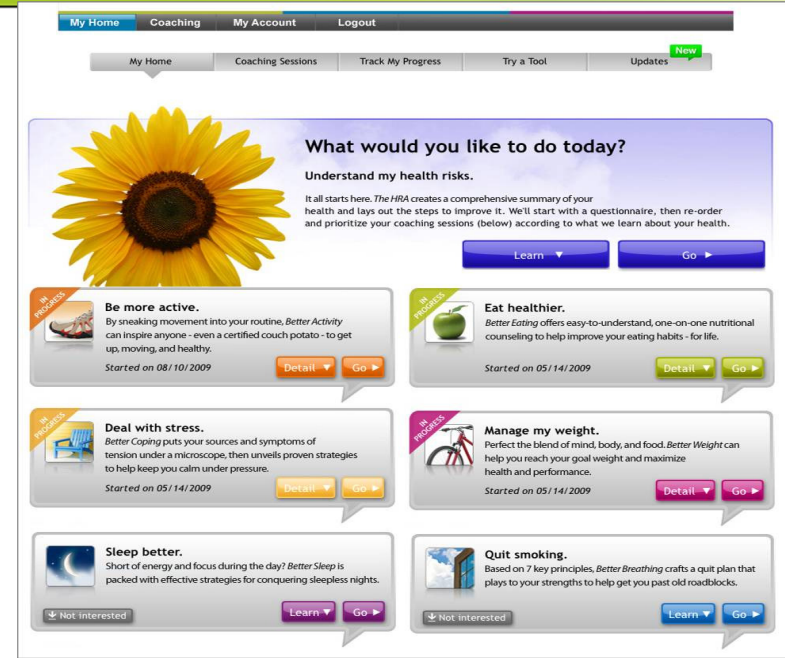 My Home Coaching My Account Logout
My Home Coaching Sessions Track My Progress Try a Tool Updates New
What would you like to do today?
Understand my health risks.
It all starts here. The HRA creates a comprehensive summary of your
health and lays out the steps to improve it. We'll start with a questionnaire, then re-order
and prioritize your coaching sessions (below) according to what we learn about your health.
Learn Go
IN PROGRESS
Be more active.
By sneaking movement into your routine, Better Activity
can inspire anyone - even a certified couch potato - to get
up, moving, and healthy.
Started on 08/10/2009
Detail Go
IN PROGRESS
Eat healthier.
Better Eating offers easy-to-understand, one-on-one nutritional
counseling to help improve your eating habits - for life.
Started on 05/14/2009
Detail Go
IN PROGRESS
Deal with stress.
Better Coping puts your sources and symptoms of
tension under a microscope, then unveils proven strategies
to help keep you calm under pressure.
Started on 05/14/2009
Detail Go
IN PROGRESS
Manage my weight.
Perfect the blend of mind, body, and food. Better Weight can
help you reach your goal weight and maximize
health and performance.
Started on 05/14/2009
Detail Go
Sleep better.
Short of energy and focus during the day? Better Sleep is
packed with effective strategies for conquering sleepless nights.
Not interested
Learn Go
Quit smoking.
Based on 7 key principles, Better Breathing crafts a quit plan that
plays to your strengths to help get you past old roadblocks.
Not interested
Learn Go